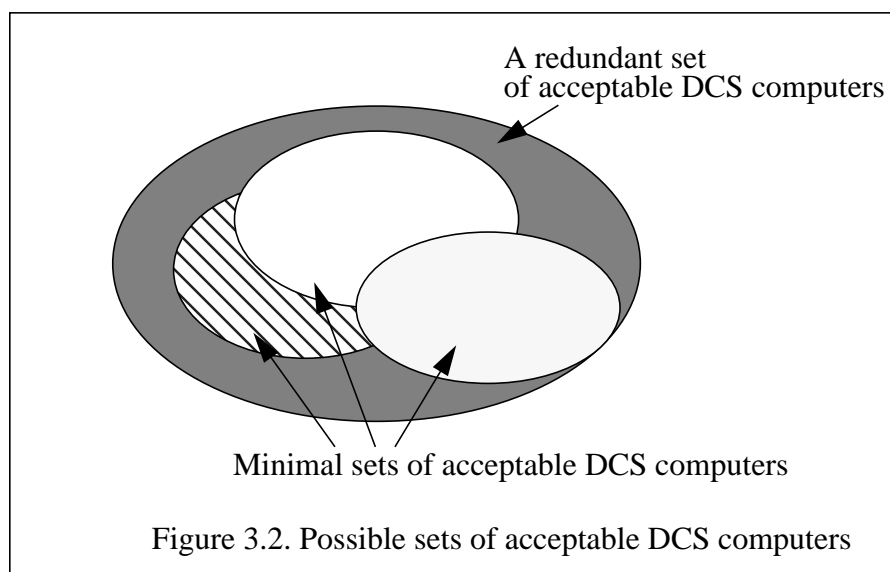 A redundant set
of acceptable DCS computers
Minimal sets of acceptable DCS computers
Figure 3.2. Possible sets of acceptable DCS computers